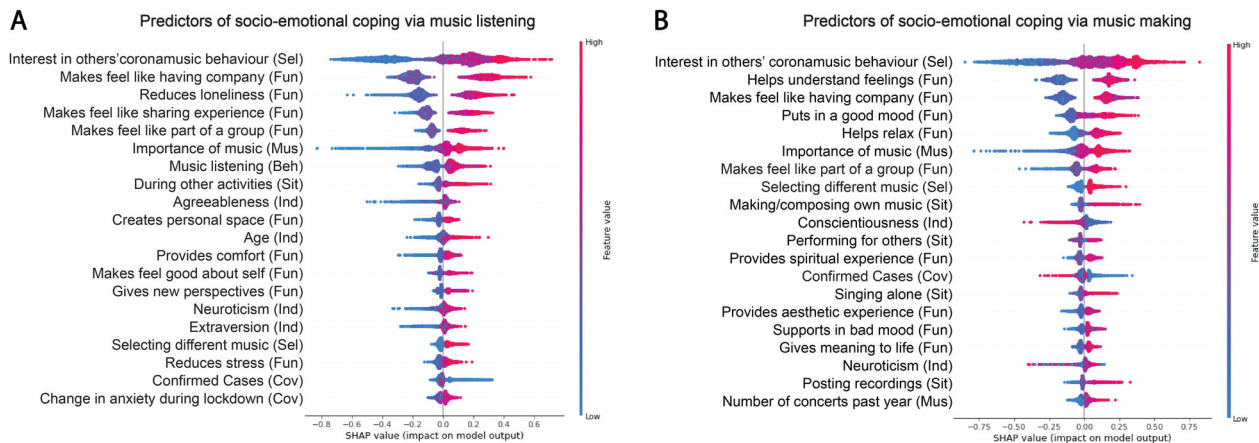 A
Predictors of socio-emotional coping via music listening
Interest in others'coronamusic behaviour (Sel)
Makes feel like having company (Fun)
Reduces loneliness (Fun)
Makes feel like sharing experience (Fun)
Makes feel like part of a group (Fun)
Importance of music (Mus)
Music listening (Beh)
During other activities (Sit)
Agreeableness (Ind)
Creates personal space (Fun)
Age (Ind)
Provides comfort (Fun)
Makes feel good about self (Fun)
Gives new perspectives (Fun)
Neuroticism (Ind)
Extraversion (Ind)
Selecting different music (Sel)
Reduces stress (Fun)
Confirmed Cases (Cov)
Change in anxiety during lockdown (Cov)
-0.8 -0.6 -0.4 -0.2 0.0 0.2 0.4 0.6
SHAP value (impact on model output)
High
Feature value
Low
B
Predictors of socio-emotional coping via music making
Interest in others' coronamusic behaviour (Sel)
Helps understand feelings (Fun)
Makes feel like having company (Fun)
Puts in a good mood (Fun)
Helps relax (Fun)
Importance of music (Mus)
Makes feel like part of a group (Fun)
Selecting different music (Sel)
Making/composing own music (Sit)
Conscientiousness (Ind)
Performing for others (Sit)
Provides spiritual experience (Fun)
Confirmed Cases (Cov)
Singing alone (Sit)
Provides aesthetic experience (Fun)
Supports in bad mood (Fun)
Gives meaning to life (Fun)
Neuroticism (Ind)
Posting recordings (Sit)
Number of concerts past year (Mus)
-0.75 -0.50 -0.25 0.00 0.25 0.50 0.75
SHAP value (impact on model output)
High
Feature value
Low